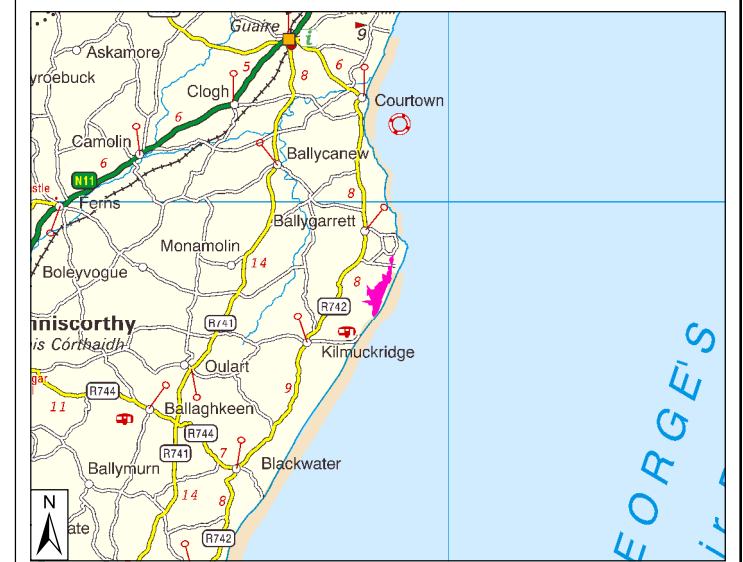 Guaire
9
Askamore
yroebuck
5
8
6
Clogh
Courtown
6
Camolin
6
Ballycanew
N11
stle
Ferns
8
Ballygarrett
Monamolin
14
Boleyvogue
8
R742
nniscorthy
R741
is Córthaidh
Kilmuckridge
Oulart
gar
R744
9
11
Ballaghkeen
R744
R741
7
Blackwater
Ballymurn
14
8
N
ate
R742
EORGE'S